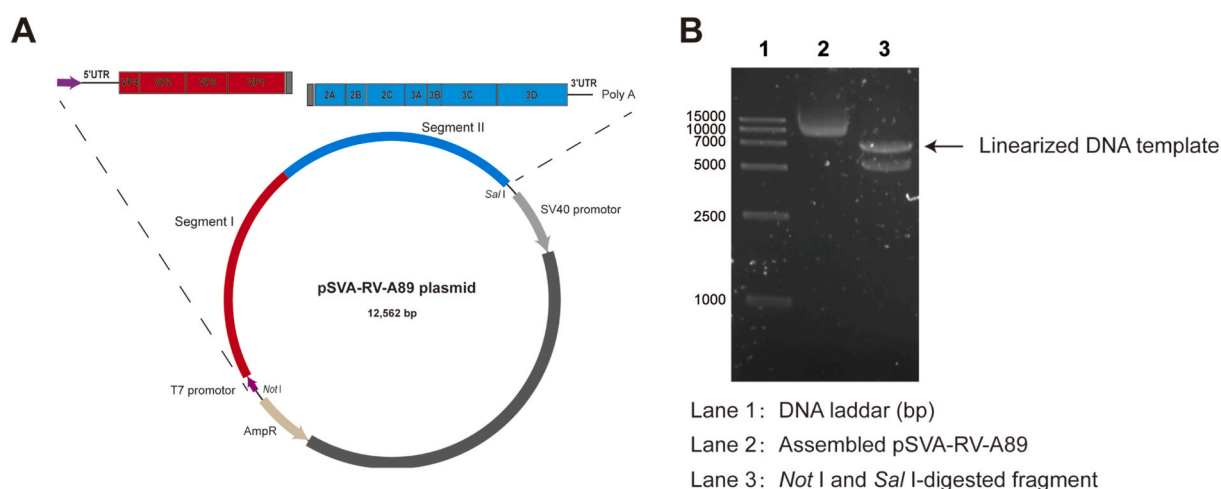 A
5'UTR
VP4 VP2 VP3 VP1
2A 2B 2C 3A 3B 3C 3D
3'UTR
Poly A
Segment II
Sal I
SV40 promotor
Segment I
pSVA-RV-A89 plasmid
12,562 bp
T7 promotor
Not I
AmpR
B
1 2 3
15000
10000
7000
5000
2500
1000
Linearized DNA template
Lane 1: DNA laddar (bp)
Lane 2: Assembled pSVA-RV-A89
Lane 3: Not I and Sal I-digested fragment